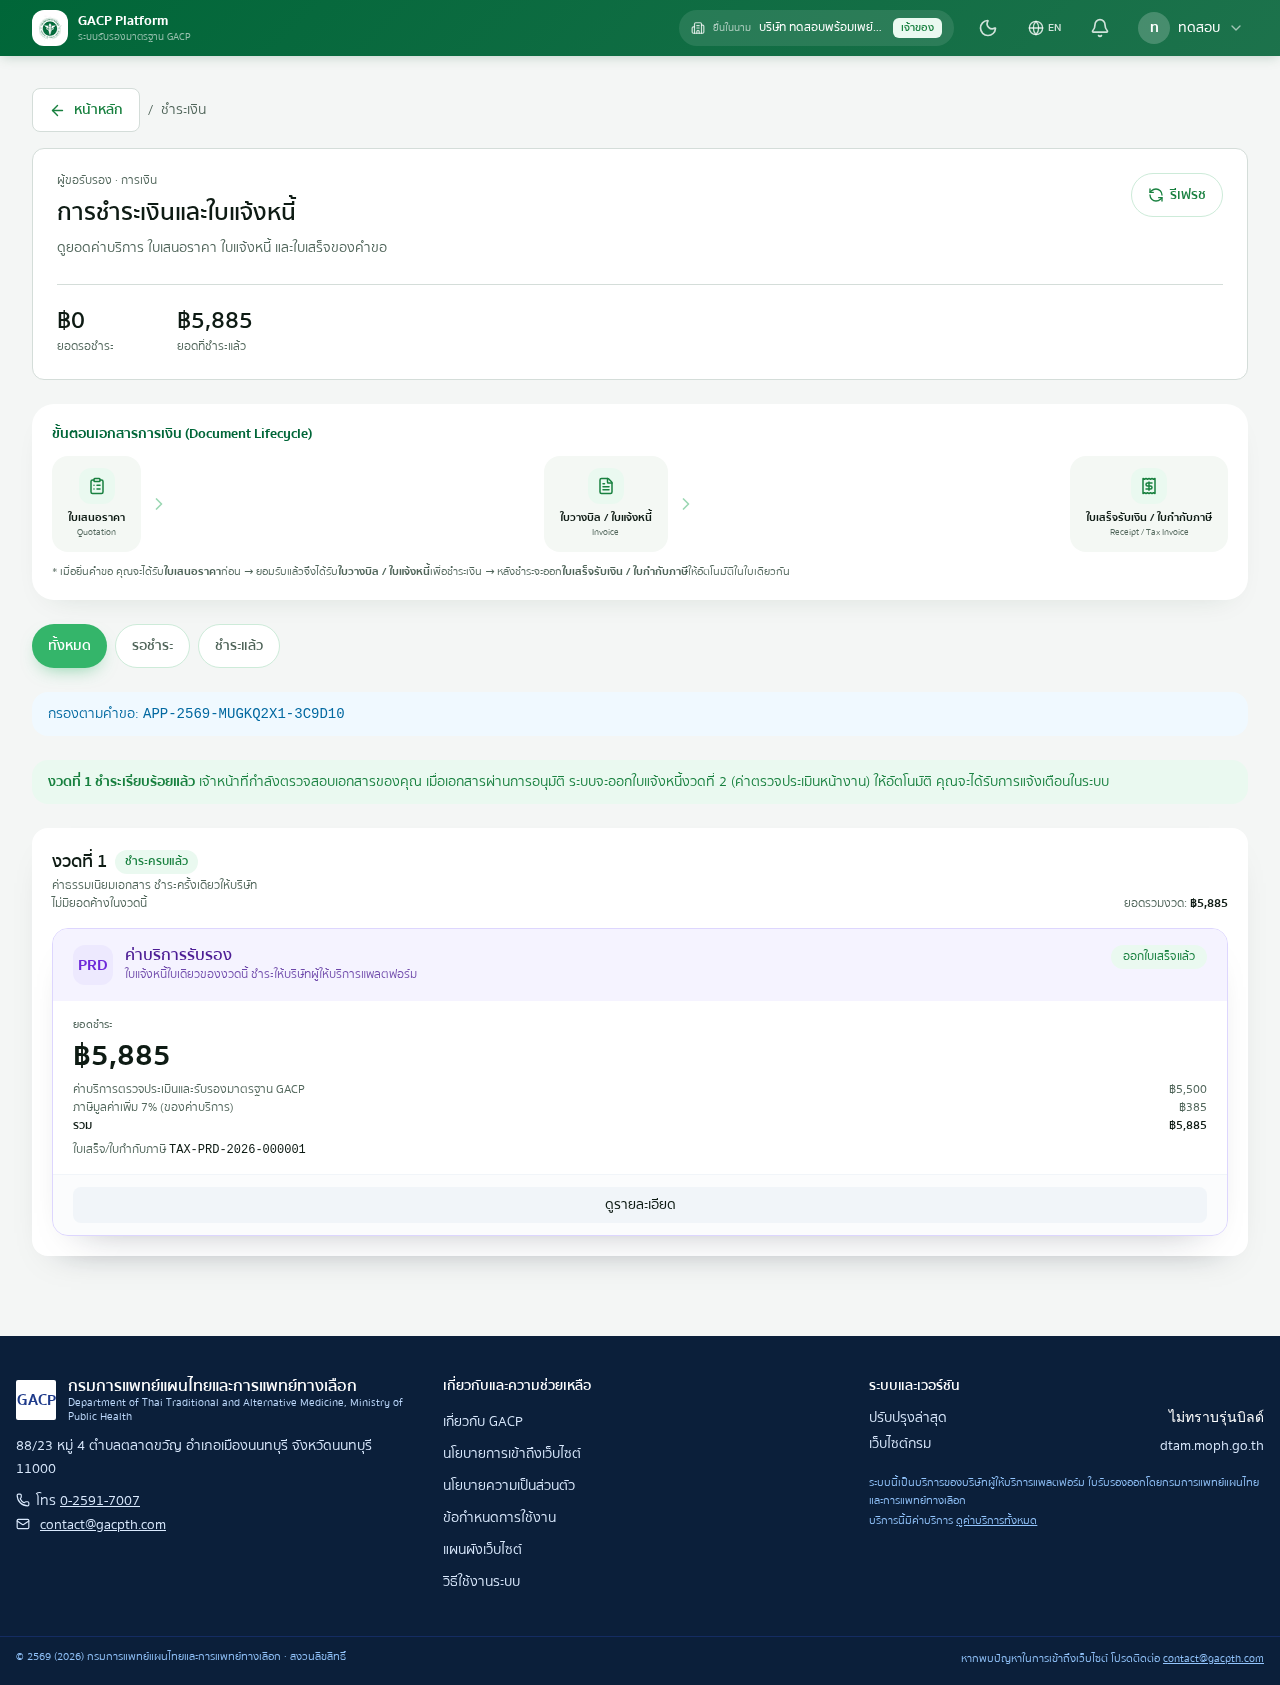 GACP Platform
ระบบรับรองมาตรฐาน GACP
ยื่นในนาม บริษัท ทดสอบพร้อมเพย์... เจ้าของ
EN
ท ทดสอบ
หน้าหลัก / ชำระเงิน
ผู้ขอรับรอง · การเงิน
การชำระเงินและใบแจ้งหนี้
รีเฟรช
ดูยอดค่าบริการ ใบเสนอราคา ใบแจ้งหนี้ และใบเสร็จของคำขอ
฿0
ยอดรอชำระ
฿5,885
ยอดที่ชำระแล้ว
ขั้นตอนเอกสารการเงิน (Document Lifecycle)
ใบเสนอราคา
Quotation
ใบวางบิล / ใบแจ้งหนี้
Invoice
ใบเสร็จรับเงิน / ใบกำกับภาษี
Receipt / Tax Invoice
* เมื่อยื่นคำขอ คุณจะได้รับใบเสนอราคาก่อน → ยอมรับแล้วจึงได้รับใบวางบิล / ใบแจ้งหนี้เพื่อชำระเงิน → หลังชำระจะออกใบเสร็จรับเงิน / ใบกำกับภาษีให้อัตโนมัติในใบเดียวกัน
ทั้งหมด
รอชำระ
ชำระแล้ว
กรองตามคำขอ: APP-2569-MUGKQ2X1-3C9D10
งวดที่ 1 ชำระเรียบร้อยแล้ว เจ้าหน้าที่กำลังตรวจสอบเอกสารของคุณ เมื่อเอกสารผ่านการอนุมัติ ระบบจะออกใบแจ้งหนี้งวดที่ 2 (ค่าตรวจประเมินหน้างาน) ให้อัตโนมัติ คุณจะได้รับการแจ้งเตือนในระบบ
งวดที่ 1 ชำระครบแล้ว
ค่าธรรมเนียมเอกสาร ชำระครั้งเดียวให้บริษัท
ไม่มียอดค้างในงวดนี้
ยอดรวมงวด: ฿5,885
PRD
ค่าบริการรับรอง
ใบแจ้งหนี้ใบเดียวของงวดนี้ ชำระให้บริษัทผู้ให้บริการแพลตฟอร์ม
ออกใบเสร็จแล้ว
ยอดชำระ
฿5,885
ค่าบริการตรวจประเมินและรับรองมาตรฐาน GACP ฿5,500
ภาษีมูลค่าเพิ่ม 7% (ของค่าบริการ) ฿385
รวม ฿5,885
ใบเสร็จ/ใบกำกับภาษี TAX-PRD-2026-000001
ดูรายละเอียด
GACP
กรมการแพทย์แผนไทยและการแพทย์ทางเลือก
Department of Thai Traditional and Alternative Medicine, Ministry of
Public Health
88/23 หมู่ 4 ตำบลตลาดขวัญ อำเภอเมืองนนทบุรี จังหวัดนนทบุรี
11000
โทร 0-2591-7007
contact@gacpth.com
เกี่ยวกับและความช่วยเหลือ
เกี่ยวกับ GACP
นโยบายการเข้าถึงเว็บไซต์
นโยบายความเป็นส่วนตัว
ข้อกำหนดการใช้งาน
แผนผังเว็บไซต์
วิธีใช้งานระบบ
ระบบและเวอร์ชัน
ปรับปรุงล่าสุด ไม่ทราบรุ่นบิลด์
เว็บไซต์กรม dtam.moph.go.th
ระบบนี้เป็นบริการของบริษัทผู้ให้บริการแพลตฟอร์ม ใบรับรองออกโดยกรมการแพทย์แผนไทย
และการแพทย์ทางเลือก
บริการนี้มีค่าบริการ ดูค่าบริการทั้งหมด
© 2569 (2026) กรมการแพทย์แผนไทยและการแพทย์ทางเลือก · สงวนลิขสิทธิ์
หากพบปัญหาในการเข้าถึงเว็บไซต์ โปรดติดต่อ contact@gacpth.com